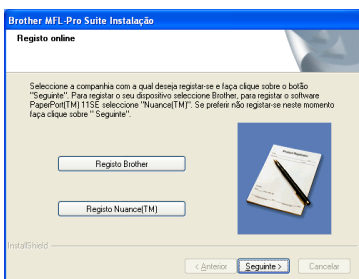 Brother MFL-Pro Suite Instalação
Registo online
Seleccione a companhia com a qual deseja registar-se e faça clique sobre o botão
"Seguinte". Para registar o seu dispositivo seleccione Brother, para registar o software
PaperPort(TM) 11SE seleccione "Nuance(TM)". Se preferir não registar-se neste momento
faça clique sobre " Seguinte".
Product Registration
Registo Brother
Registo Nuance(TM)
InstallShield
< Anterior
Seguinte >
Cancelar